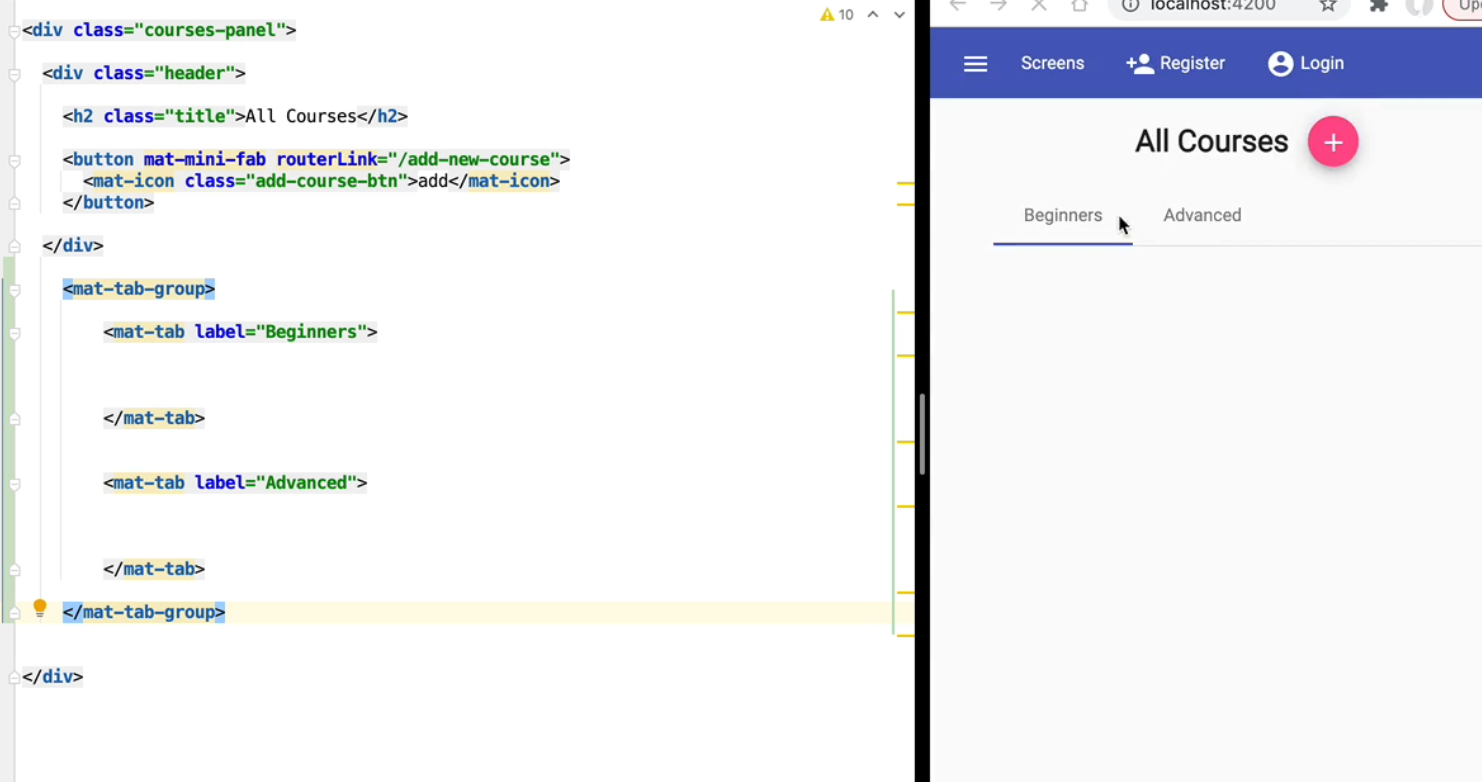 <div class="courses-panel">
<div class="header">
<h2 class="title">All Courses</h2>
<button mat-mini-fab routerLink="/add-new-course">
<mat-icon class="add-course-btn">add</mat-icon>
</button>
</div>
<mat-tab-group>
<mat-tab label="Beginners">
</mat-tab>
<mat-tab label="Advanced">
</mat-tab>
</mat-tab-group>
</div>
10
localhost:4200
Screens
Register
Login
All Courses
Beginners
Advanced